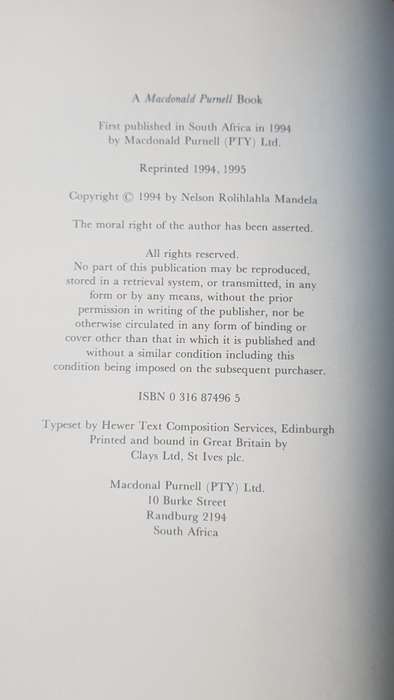 A Macdonald Purnell Book
First published in South Africa in 1994
by Macdonald Purnell (PTY) Ltd.
Reprinted 1994, 1995
Copyright © 1994 by Nelson Rolihlahla Mandela
The moral right of the author has been asserted.
All rights reserved.
No part of this publication may be reproduced,
stored in a retrieval system, or transmitted, in any
form or by any means, without the prior
permission in writing of the publisher, nor be
otherwise circulated in any form of binding or
cover other than that in which it is published and
without a similar condition including this
condition being imposed on the subsequent purchaser.
ISBN 0 316 87496 5
Typeset by Hewer Text Composition Services, Edinburgh
Printed and bound in Great Britain by
Clays Ltd, St Ives plc.
Macdonal Purnell (PTY) Ltd.
10 Burke Street
Randburg 2194
South Africa